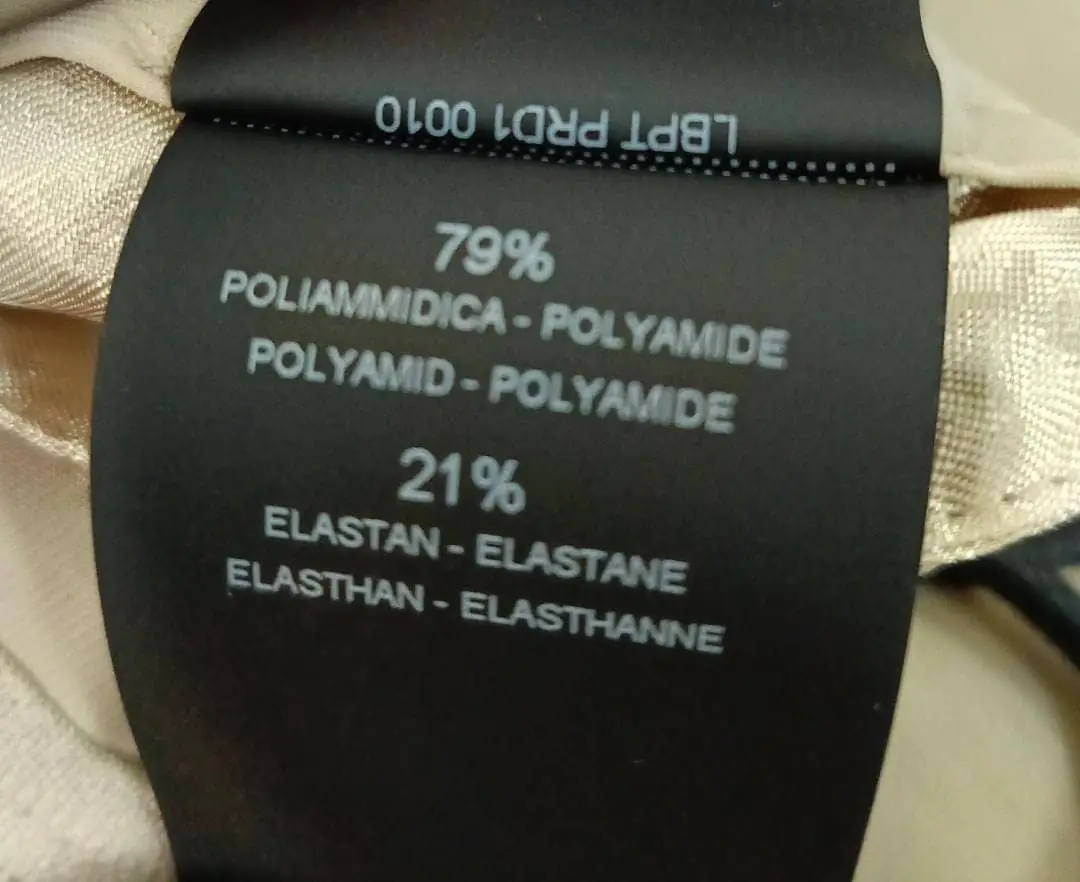 LBPT PRD1 0010
79%
POLIAMMIDICA - POLYAMIDE
POLYAMID - POLYAMIDE
21%
ELASTAN - ELASTANE
ELASTHAN - ELASTHANNE